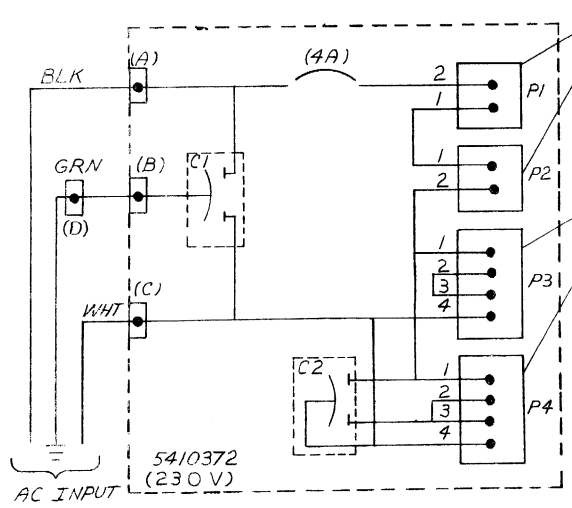 (A)
(4A)
BLK
2
P1
1
C1
GRN
(B)
1
P2
2
(D)
1
2
P3
3
(C)
4
WHT
C2
1
2
P4
3
4
5410372
(230V)
AC INPUT